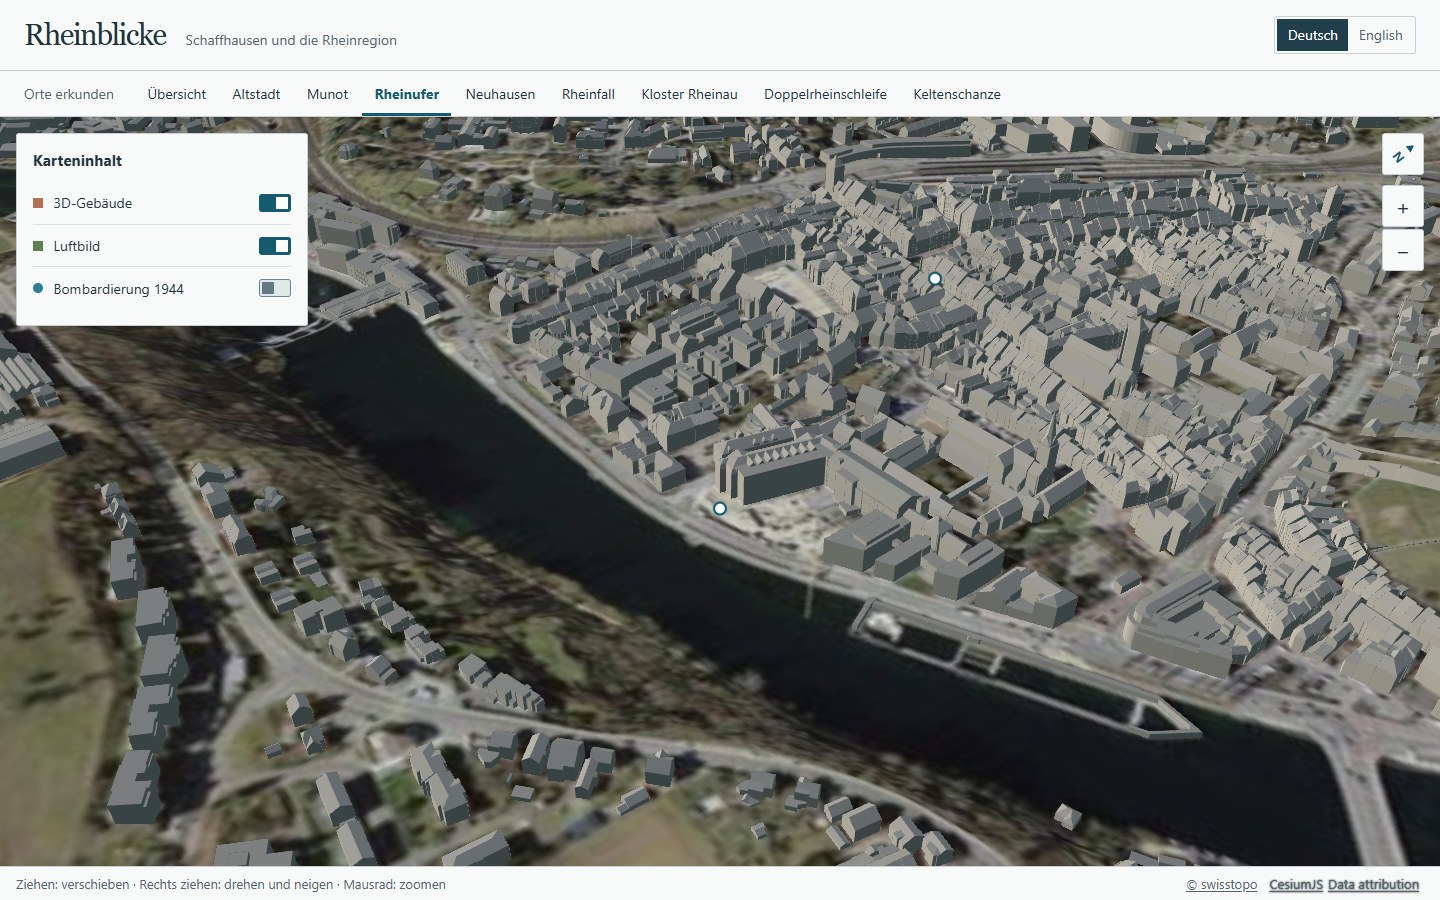 Rheinblicke
Schaffhausen und die Rheinregion
Deutsch English
Orte erkunden Übersicht Altstadt Munot Rheinufer Neuhausen Rheinfall Kloster Rheinau Doppelrheinschleife Keltenschanze
Karteninhalt
3D-Gebäude
Luftbild
Bombardierung 1944
N
+
−
Ziehen: verschieben · Rechts ziehen: drehen und neigen · Mausrad: zoomen
© swisstopo CesiumJS Data attribution